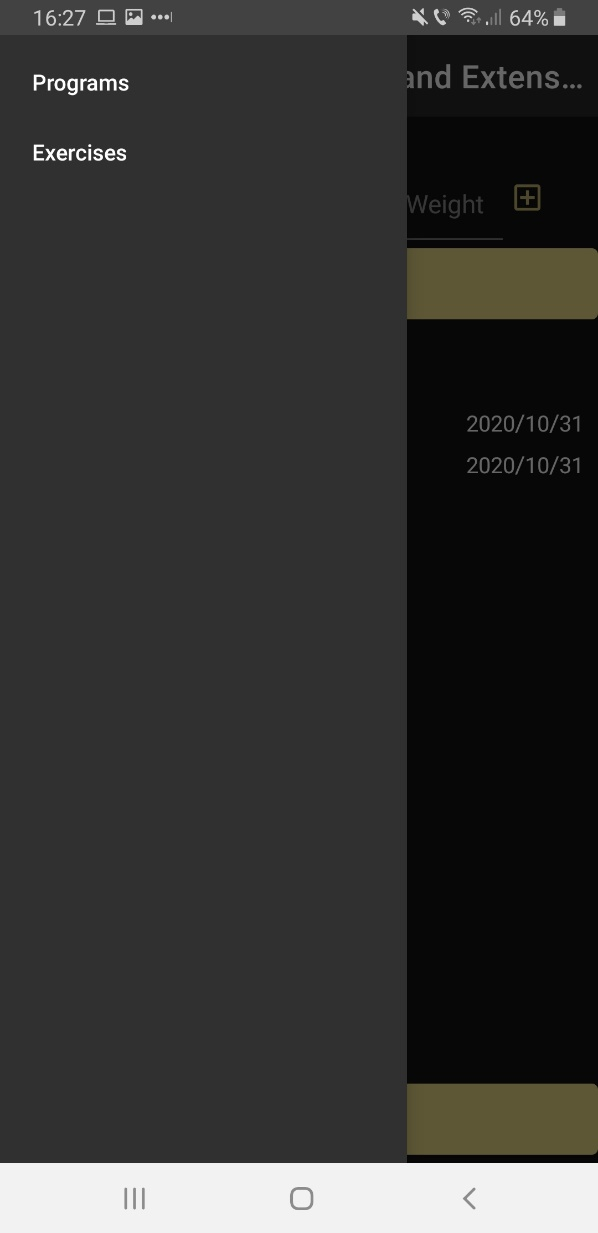 16:27 64%
and Extens...
Programs
Exercises
Weight
2020/10/31
2020/10/31